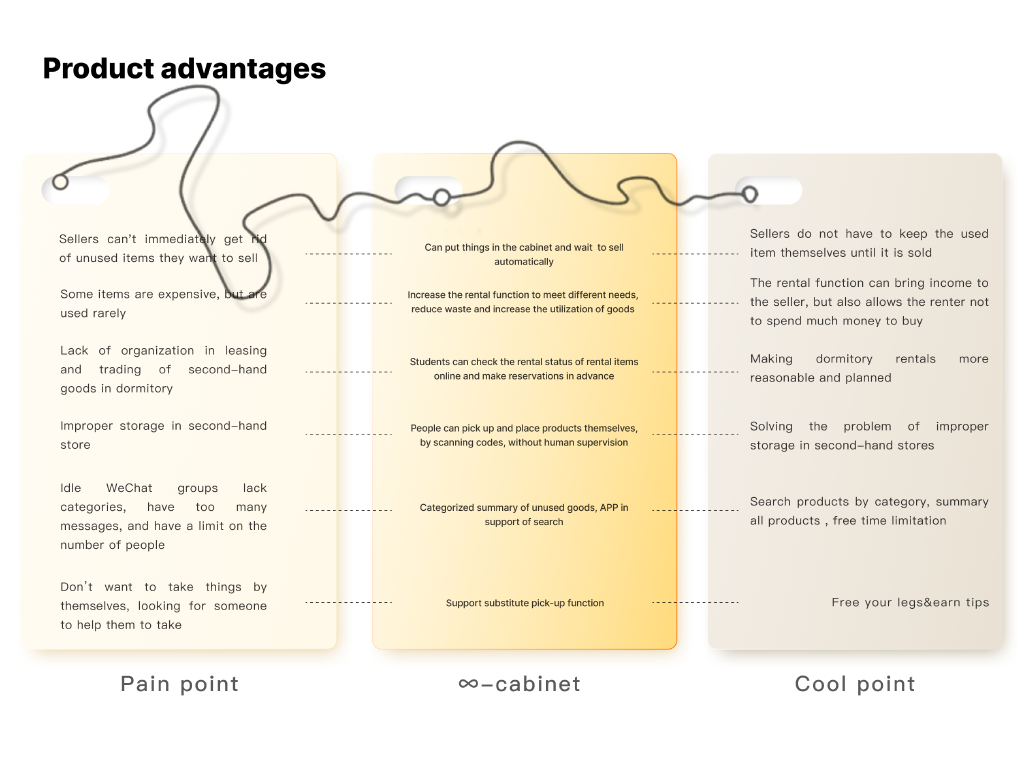 Product advantages
Sellers can't immediately get rid
of unused items they want to sell
Some items are expensive, but are
used rarely
Lack of organization in leasing
and trading of second-hand
goods in dormitory
Improper storage in second-hand
store
Idle WeChat groups lack
categories, have too many
messages, and have a limit on the
number of people
Don't want to take things by
themselves, looking for someone
to help them to take
Pain point
Can put things in the cabinet and wait to sell
automatically
Increase the rental function to meet different needs,
reduce waste and increase the utilization of goods
Students can check the rental status of rental items
online and make reservations in advance
People can pick up and place products themselves,
by scanning codes, without human supervision
Categorized summary of unused goods, APP in
support of search
Support substitute pick-up function
∞-cabinet
Sellers do not have to keep the used
item themselves until it is sold
The rental function can bring income to
the seller, but also allows the renter not
to spend much money to buy
Making dormitory rentals more
reasonable and planned
Solving the problem of improper
storage in second-hand stores
Search products by category, summary
all products , free time limitation
Free your legs&earn tips
Cool point